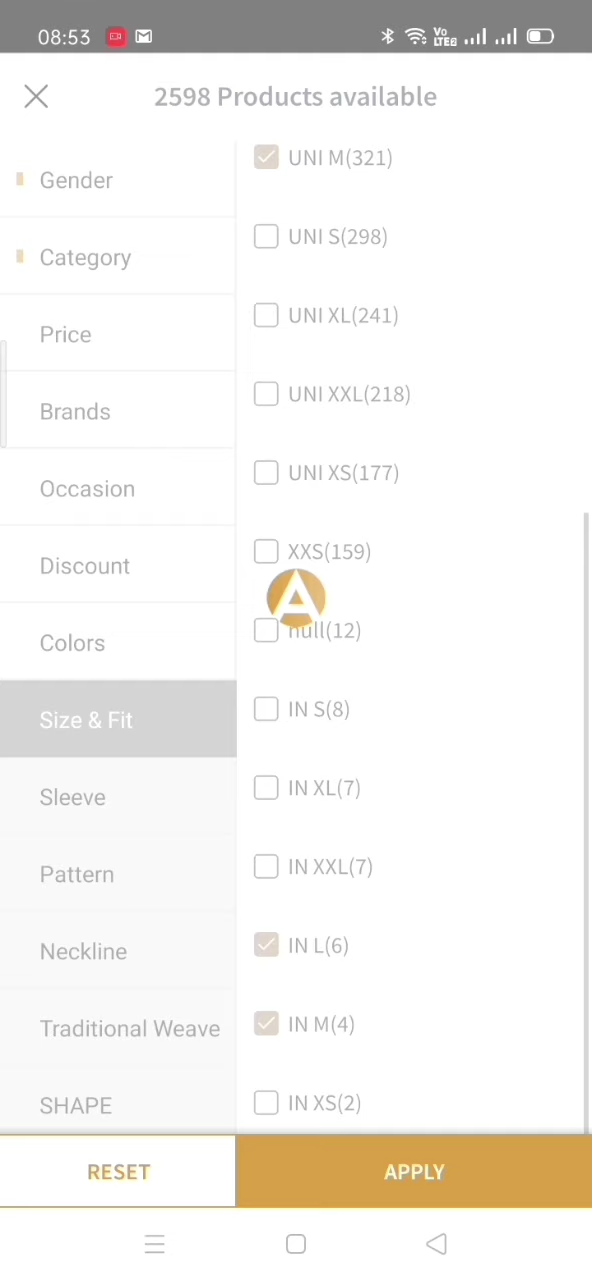 08:53
Vo
LTE2
2598 Products available
Gender
Category
Price
Brands
Occasion
Discount
Colors
Size & Fit
Sleeve
Pattern
Neckline
Traditional Weave
SHAPE
UNI M(321)
UNI S(298)
UNI XL(241)
UNI XXL(218)
UNI XS(177)
XXS(159)
A
null(12)
IN S(8)
IN XL(7)
IN XXL(7)
IN L(6)
IN M(4)
IN XS(2)
RESET
APPLY